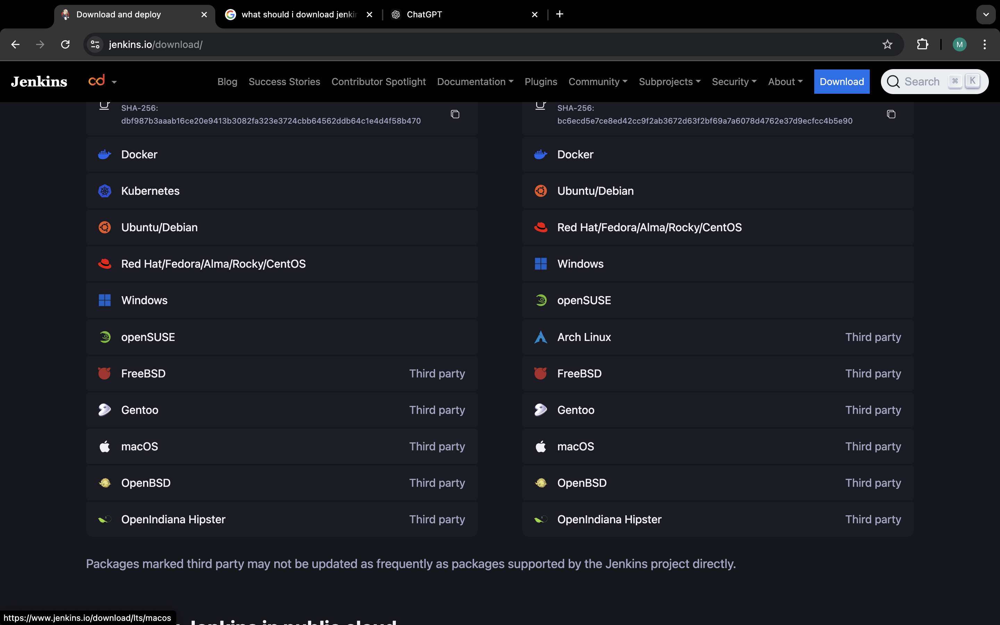 Download and deploy
what should i download jenkin
ChatGPT
jenkins.io/download/
M
Jenkins
cd
Blog
Success Stories
Contributor Spotlight
Documentation
Plugins
Community
Subprojects
Security
About
Download
Search
⌘
K
SHA-256:
dbf987b3aaab16ce20e9413b3082fa323e3724cbb64562ddb64c1e4d4f58b470
Docker
Kubernetes
Ubuntu/Debian
Red Hat/Fedora/Alma/Rocky/CentOS
Windows
openSUSE
FreeBSD Third party
Gentoo Third party
macOS Third party
OpenBSD Third party
OpenIndiana Hipster Third party
SHA-256:
bc6ecd5e7ce8ed42cc9f2ab3672d63f2bf69a7a6078d4762e37d9ecfcc4b5e90
Docker
Ubuntu/Debian
Red Hat/Fedora/Alma/Rocky/CentOS
Windows
openSUSE
Arch Linux Third party
FreeBSD Third party
Gentoo Third party
macOS Third party
OpenBSD Third party
OpenIndiana Hipster Third party
Packages marked third party may not be updated as frequently as packages supported by the Jenkins project directly.
Jenkins in public cloud
https://www.jenkins.io/download/lts/macos